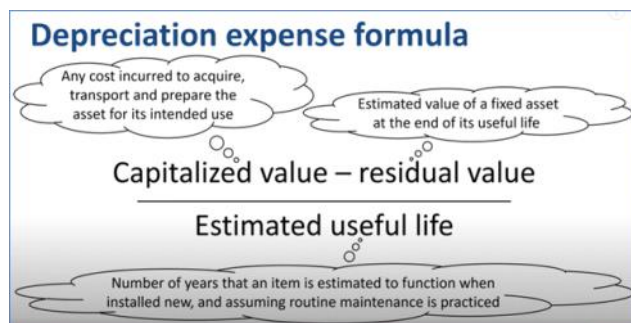 Depreciation expense formula
Any cost incurred to acquire,
transport and prepare the
asset for its intended use
Estimated value of a fixed asset
at the end of its useful life
Capitalized value – residual value
Estimated useful life
Number of years that an item is estimated to function when
installed new, and assuming routine maintenance is practiced